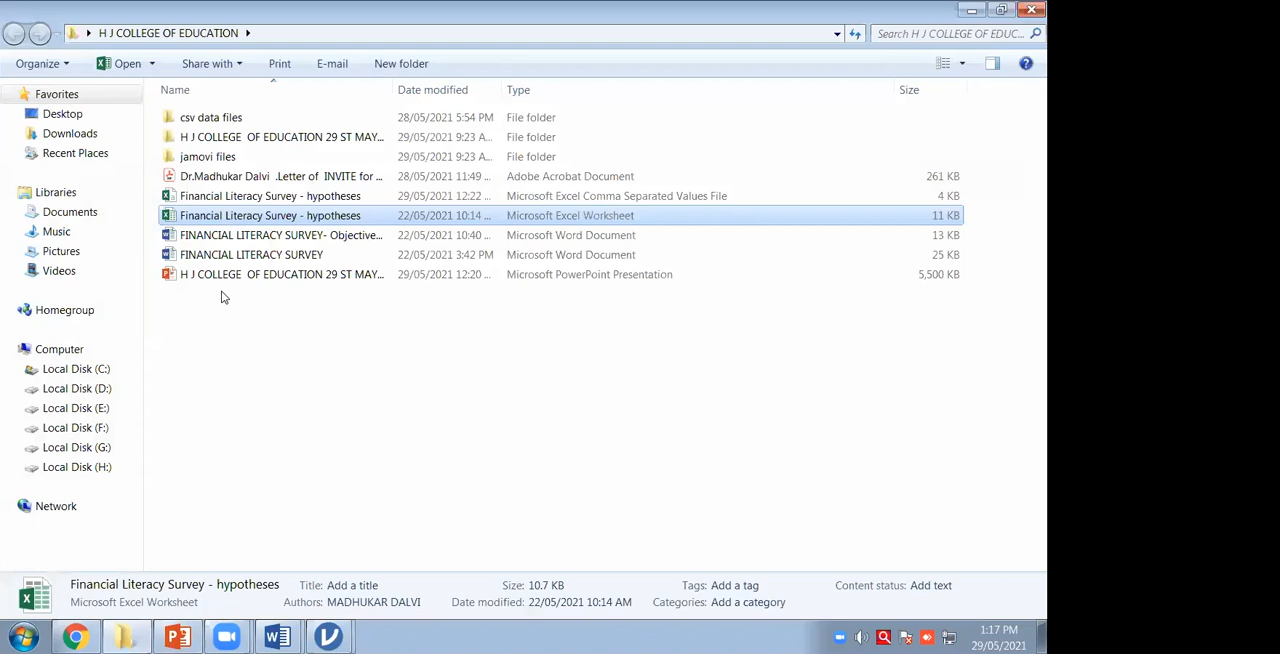 H J COLLEGE OF EDUCATION
Search H J COLLEGE OF EDUC...
Organize Open Share with Print E-mail New folder
Name Date modified Type Size
Favorites
Desktop
Downloads
Recent Places
Libraries
Documents
Music
Pictures
Videos
Homegroup
Computer
Local Disk (C:)
Local Disk (D:)
Local Disk (E:)
Local Disk (F:)
Local Disk (G:)
Local Disk (H:)
Network
csv data files 28/05/2021 5:54 PM File folder
H J COLLEGE OF EDUCATION 29 ST MAY... 29/05/2021 9:23 A... File folder
jamovi files 29/05/2021 9:23 A... File folder
Dr.Madhukar Dalvi .Letter of INVITE for ... 28/05/2021 11:49 ... Adobe Acrobat Document 261 KB
Financial Literacy Survey - hypotheses 29/05/2021 12:22 ... Microsoft Excel Comma Separated Values File 4 KB
Financial Literacy Survey - hypotheses 22/05/2021 10:14 ... Microsoft Excel Worksheet 11 KB
FINANCIAL LITERACY SURVEY- Objective... 22/05/2021 10:40 ... Microsoft Word Document 13 KB
FINANCIAL LITERACY SURVEY 22/05/2021 3:42 PM Microsoft Word Document 25 KB
H J COLLEGE OF EDUCATION 29 ST MAY... 29/05/2021 12:20 ... Microsoft PowerPoint Presentation 5,500 KB
Financial Literacy Survey - hypotheses Title: Add a title Size: 10.7 KB Tags: Add a tag Content status: Add text
Microsoft Excel Worksheet Authors: MADHUKAR DALVI Date modified: 22/05/2021 10:14 AM Categories: Add a category
1:17 PM
29/05/2021